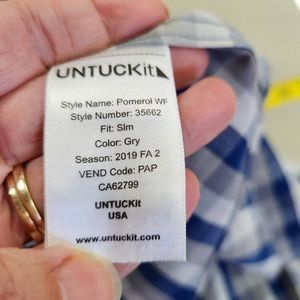 UNTUCKit
Style Name: Pomerol WF
Style Number: 35662
Fit: Slm
Color: Gry
Season: 2019 FA 2
VEND Code: PAP
CA62799
UNTUCKit
USA
www.untuckit.com